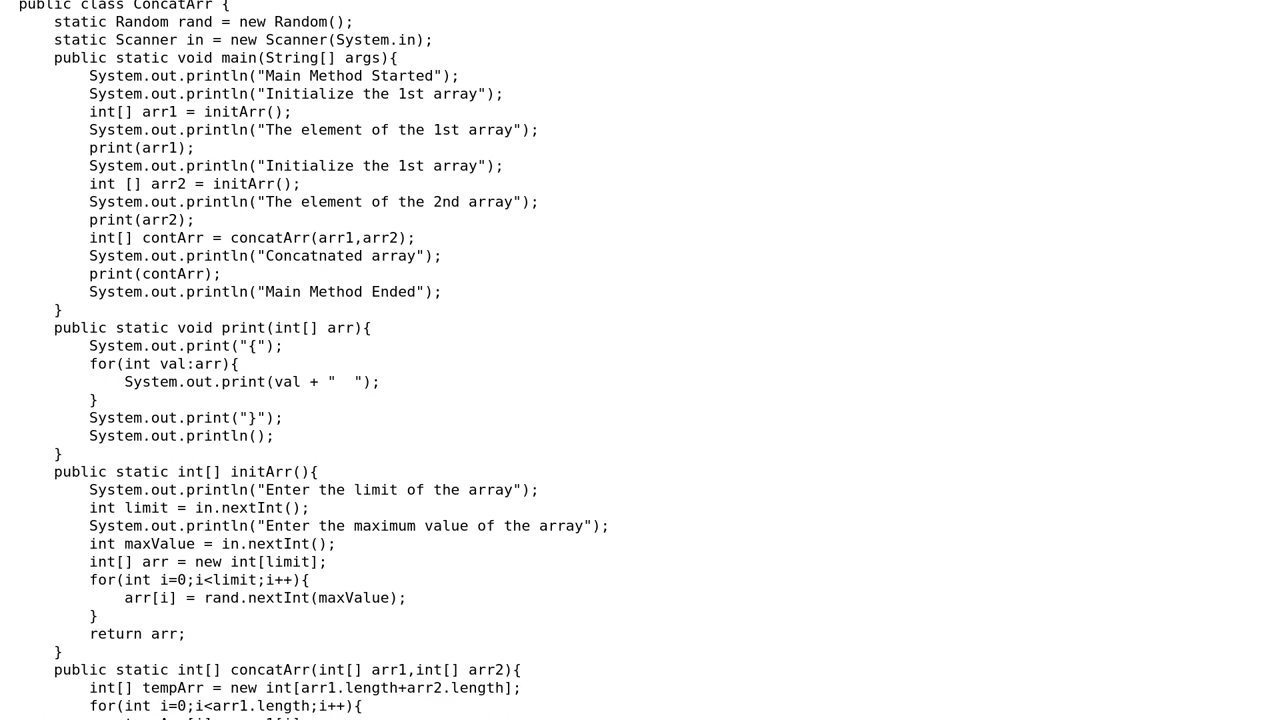 public class ConcatArr {
    static Random rand = new Random();
    static Scanner in = new Scanner(System.in);
    public static void main(String[] args){
        System.out.println("Main Method Started");
        System.out.println("Initialize the 1st array");
        int[] arr1 = initArr();
        System.out.println("The element of the 1st array");
        print(arr1);
        System.out.println("Initialize the 1st array");
        int [] arr2 = initArr();
        System.out.println("The element of the 2nd array");
        print(arr2);
        int[] contArr = concatArr(arr1,arr2);
        System.out.println("Concatnated array");
        print(contArr);
        System.out.println("Main Method Ended");
    }
    public static void print(int[] arr){
        System.out.print("{");
        for(int val:arr){
            System.out.print(val + "  ");
        }
        System.out.print("}");
        System.out.println();
    }
    public static int[] initArr(){
        System.out.println("Enter the limit of the array");
        int limit = in.nextInt();
        System.out.println("Enter the maximum value of the array");
        int maxValue = in.nextInt();
        int[] arr = new int[limit];
        for(int i=0;i<limit;i++){
            arr[i] = rand.nextInt(maxValue);
        }
        return arr;
    }
    public static int[] concatArr(int[] arr1,int[] arr2){
        int[] tempArr = new int[arr1.length+arr2.length];
        for(int i=0;i<arr1.length;i++){